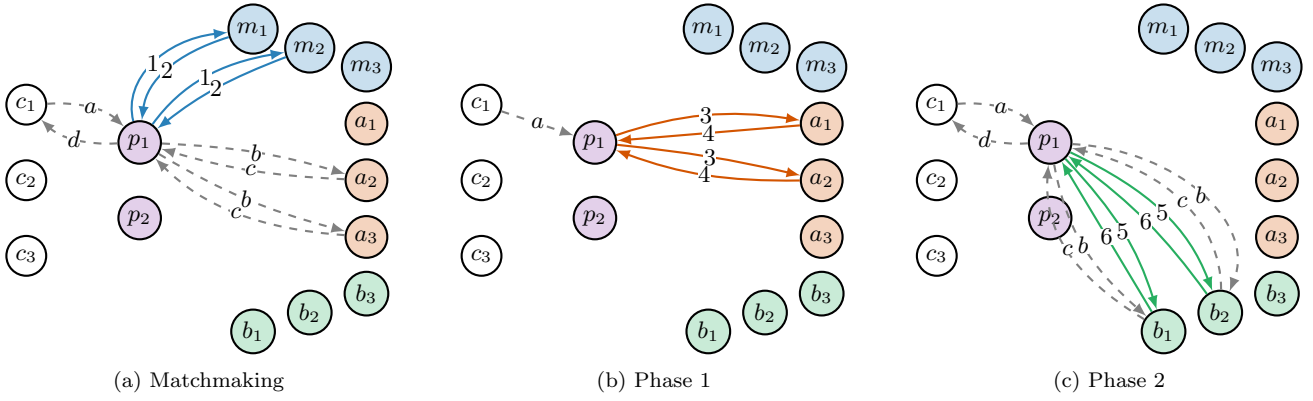 m₁
m₂
m₃
c₁
c₂
c₃
p₁
p₂
a₁
a₂
a₃
b₁
b₂
b₃
1
2
1
2
a
d
b
c
b
c
(a) Matchmaking
m₁
m₂
m₃
c₁
c₂
c₃
p₁
p₂
a₁
a₂
a₃
b₁
b₂
b₃
a
3
4
3
4
(b) Phase 1
m₁
m₂
m₃
c₁
c₂
c₃
p₁
p₂
a₁
a₂
a₃
b₁
b₂
b₃
a
d
c
b
6
5
6
5
c
b
(c) Phase 2